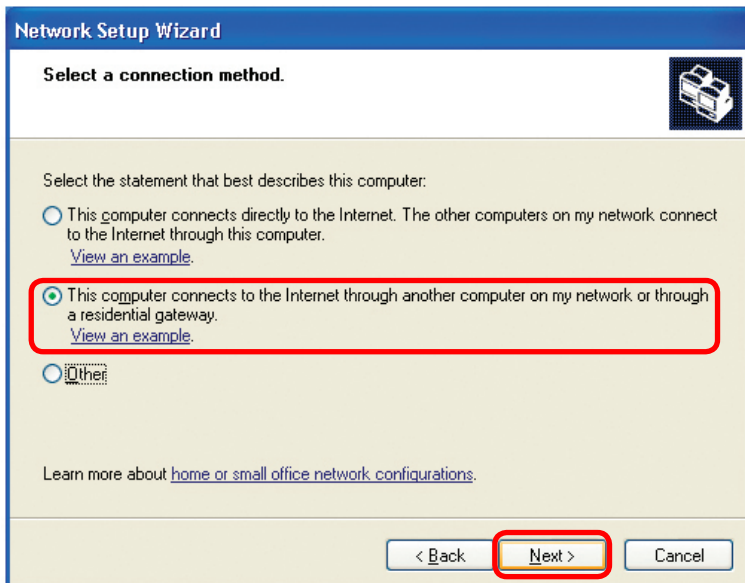 Network Setup Wizard
Select a connection method.
Select the statement that best describes this computer:
This computer connects directly to the Internet. The other computers on my network connect
to the Internet through this computer.
View an example.
This computer connects to the Internet through another computer on my network or through
a residential gateway.
View an example.
Other
Learn more about home or small office network configurations.
< Back
Next >
Cancel